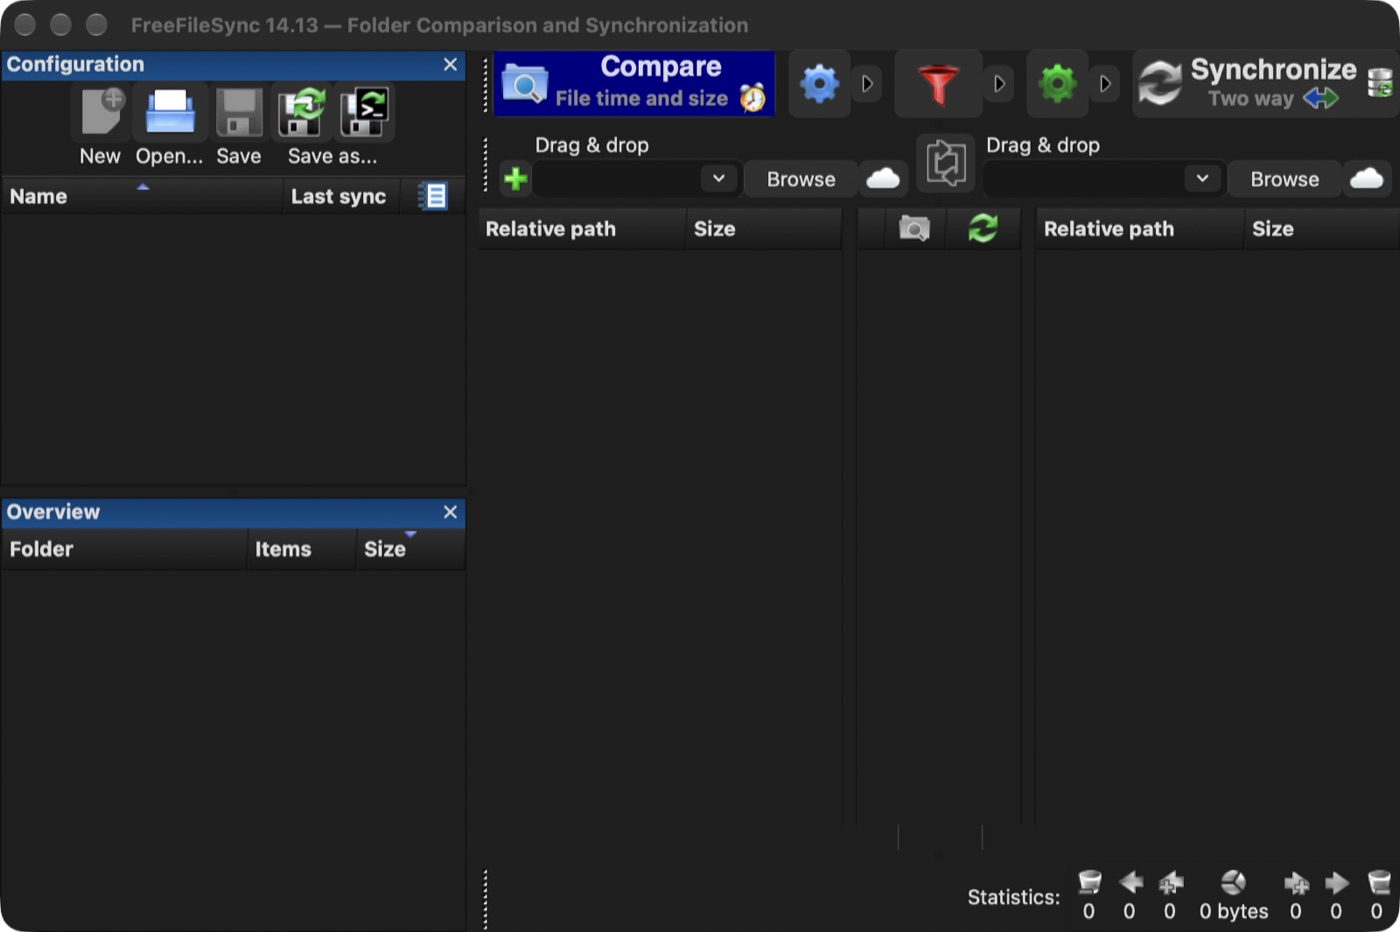 FreeFileSync 14.13 — Folder Comparison and Synchronization
Configuration
New
Open...
Save
Save as...
Name
Last sync
Compare
File time and size
Synchronize
Two way
Drag & drop
Browse
Drag & drop
Browse
Relative path
Size
Relative path
Size
Overview
Folder
Items
Size
Statistics:
0
0
0
0 bytes
0
0
0